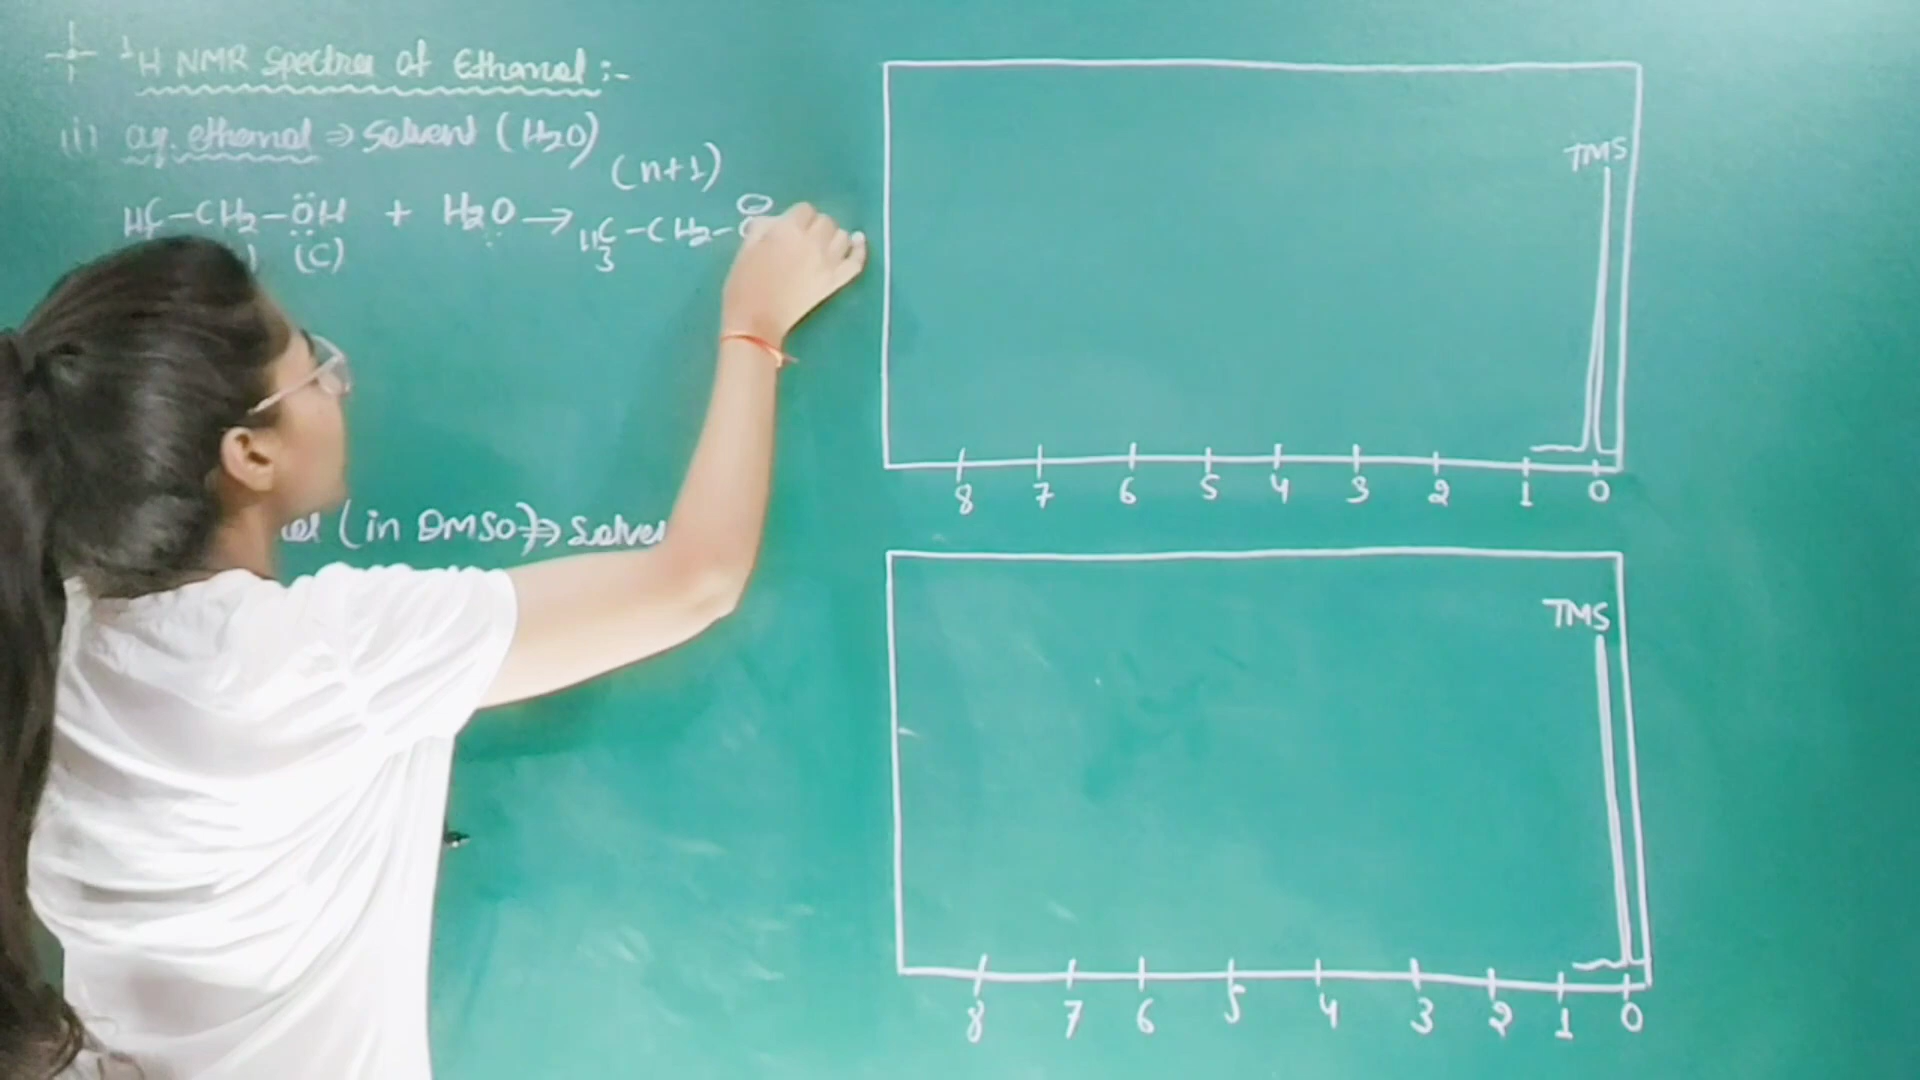 ¹H NMR Spectra of Ethanol :-
(i) aq. ethanol ⇒ Solvent (H2O)
(n+1)
H3C-CH2-ÖH + H2O → H3C-CH2-
(C)
(in DMSO) ⇒ Solve
TMS
8 7 6 5 4 3 2 1 0
TMS
8 7 6 5 4 3 2 1 0